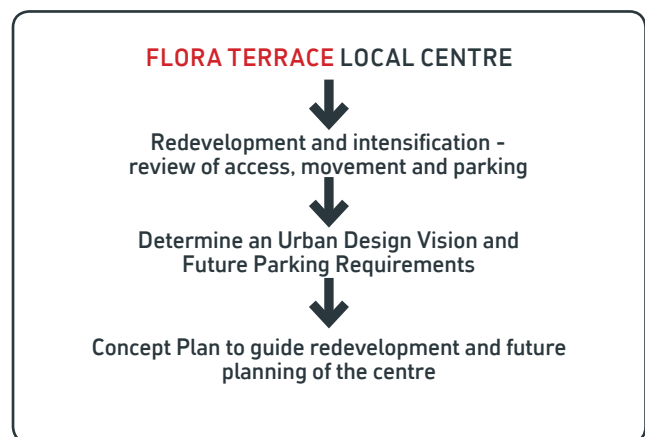 FLORA TERRACE LOCAL CENTRE
Redevelopment and intensification -
review of access, movement and parking
Determine an Urban Design Vision and
Future Parking Requirements
Concept Plan to guide redevelopment and future
planning of the centre